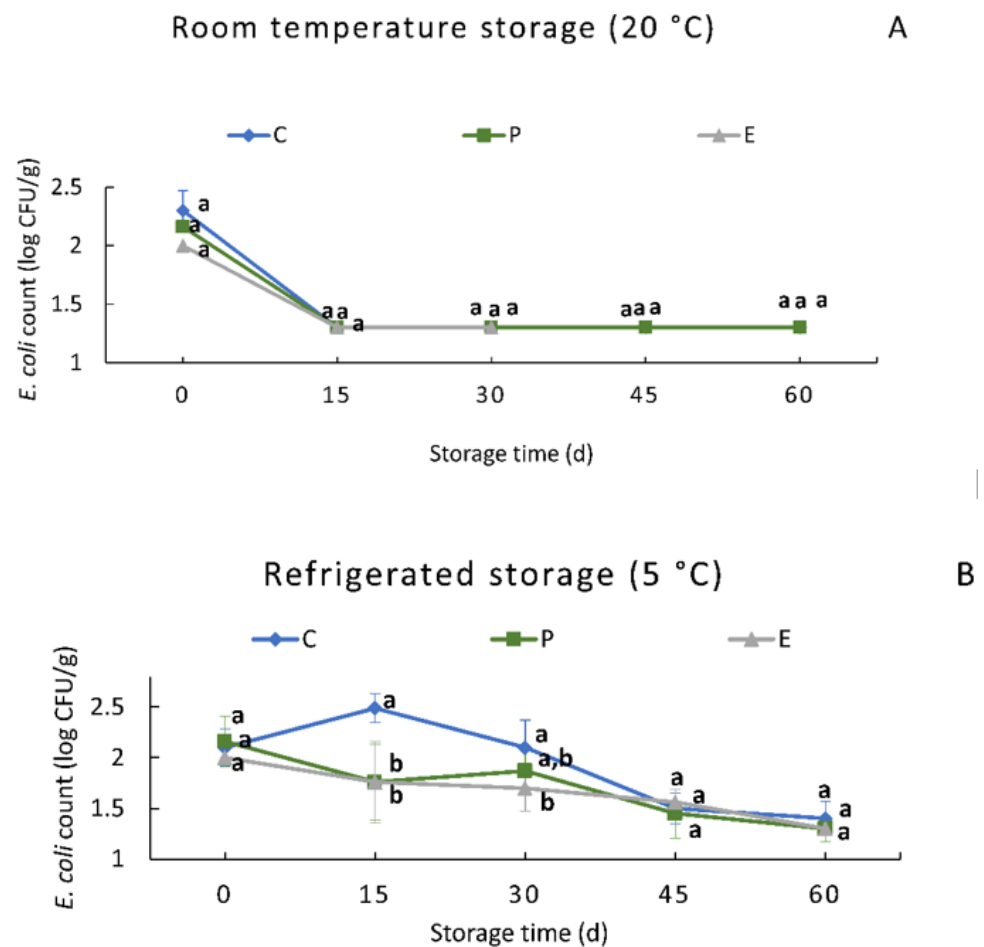 Room temperature storage (20 °C) A
C P E
E. coli count (log CFU/g)
2.5
a
a
2
a
1.5
a a a
a a a
a a a
a a a
1
0 15 30 45 60
Storage time (d)
Refrigerated storage (5 °C) B
C P E
E. coli count (log CFU/g)
2.5
a
a
a
a
a
2
b
a,b
a
a
a
a
1.5
b
b
a
a
1
0 15 30 45 60
Storage time (d)